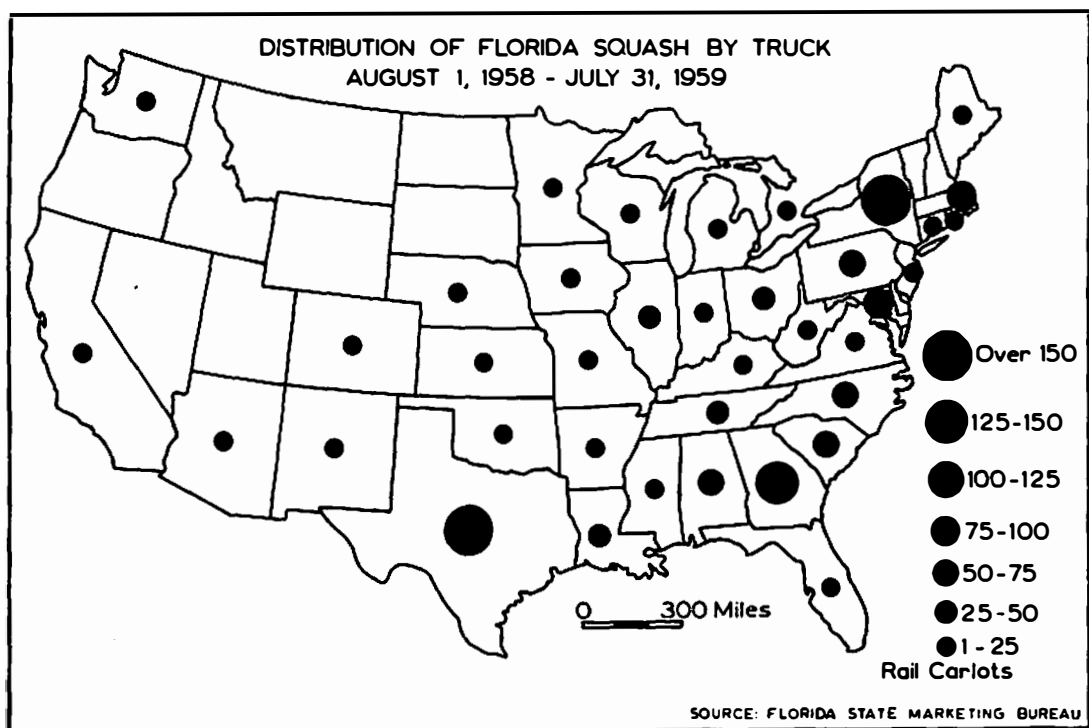 DISTRIBUTION OF FLORIDA SQUASH BY TRUCK
AUGUST 1, 1958 - JULY 31, 1959
Over 150
125-150
100-125
75-100
50-75
25-50
1-25
Rail Carlots
0 300 Miles
SOURCE: FLORIDA STATE MARKETING BUREAU